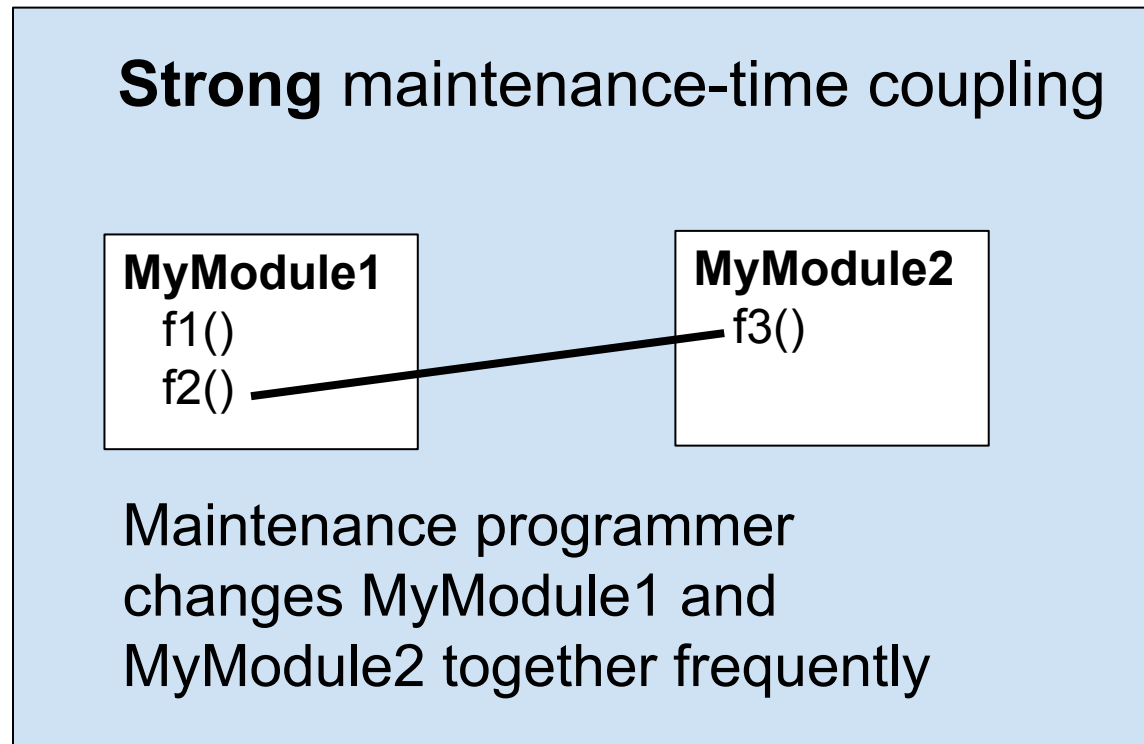 Strong maintenance-time coupling
MyModule1
f1()
f2()
MyModule2
f3()
Maintenance programmer
changes MyModule1 and
MyModule2 together frequently